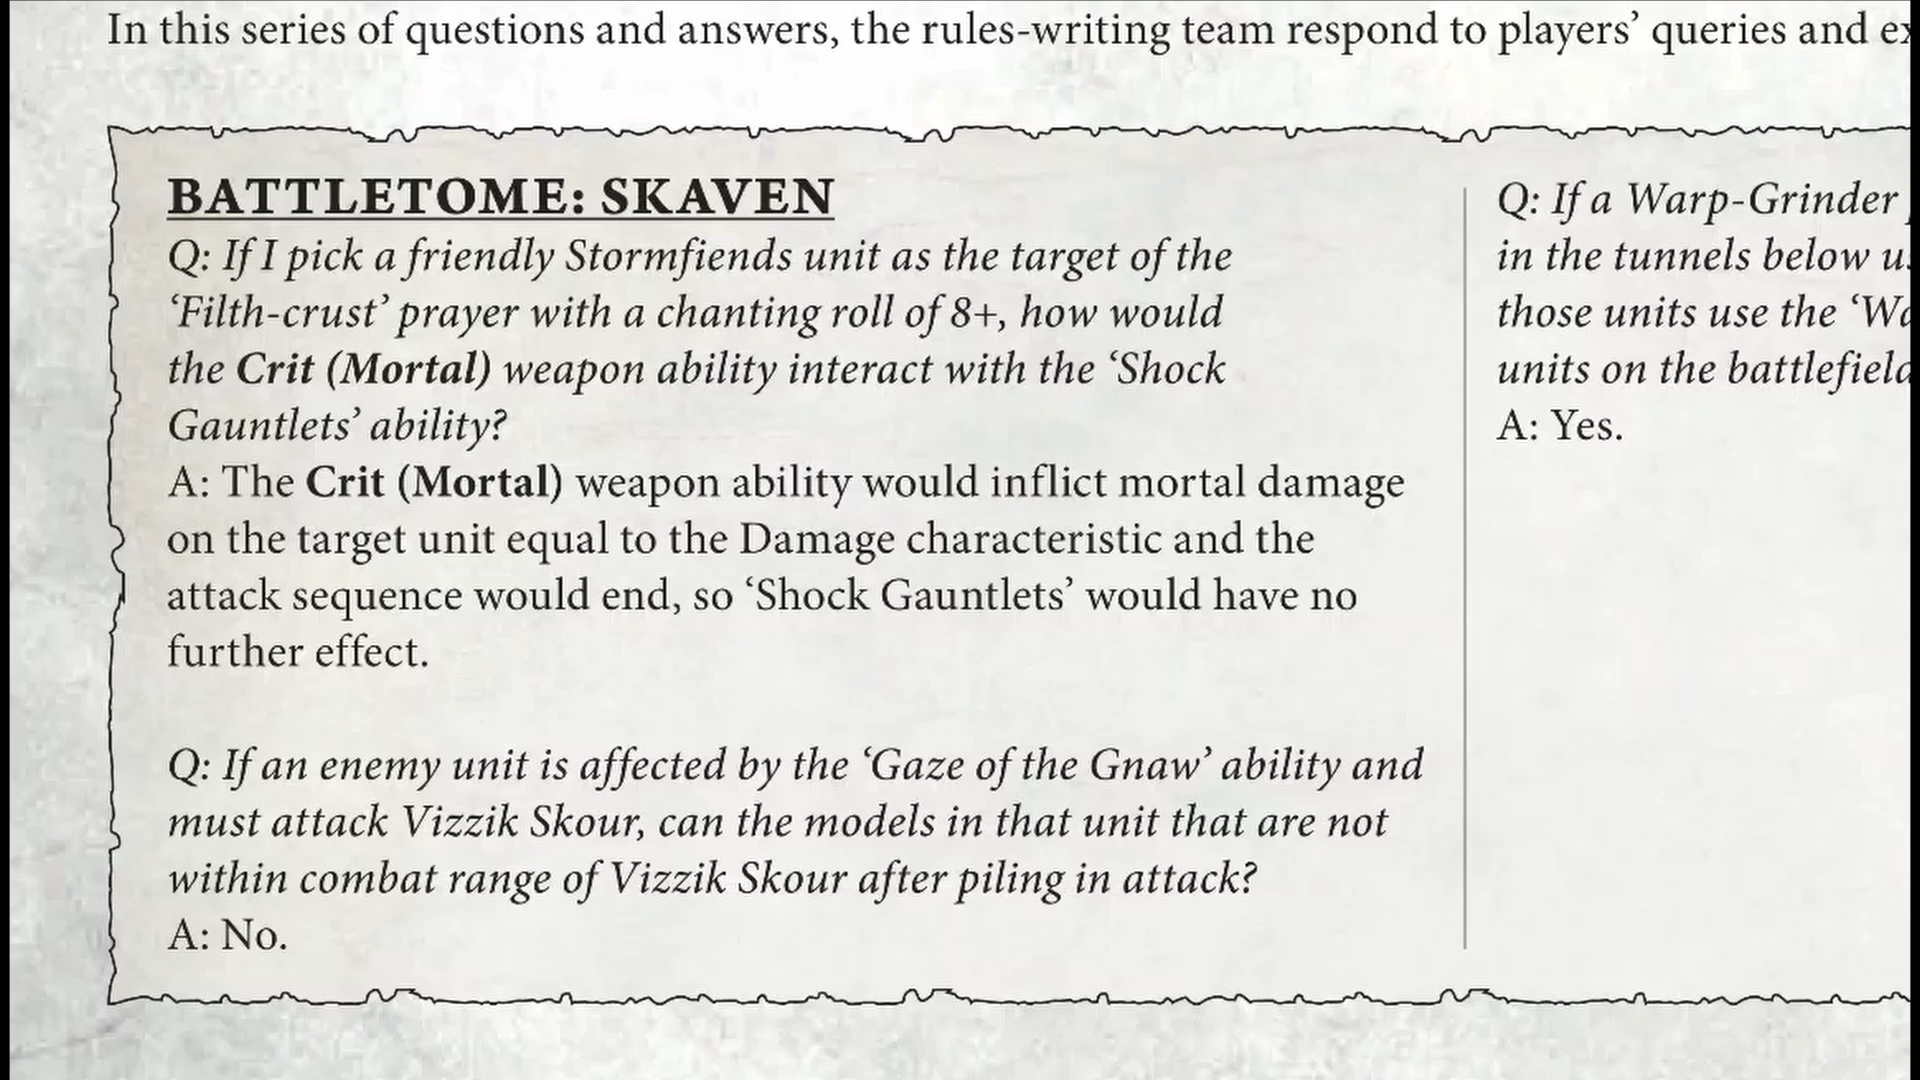 In this series of questions and answers, the rules-writing team respond to players’ queries and
BATTLETOME: SKAVEN
Q: If I pick a friendly Stormfiends unit as the target of the
‘Filth-crust’ prayer with a chanting roll of 8+, how would
the Crit (Mortal) weapon ability interact with the ‘Shock
Gauntlets’ ability?
A: The Crit (Mortal) weapon ability would inflict mortal damage
on the target unit equal to the Damage characteristic and the
attack sequence would end, so ‘Shock Gauntlets’ would have no
further effect.
Q: If an enemy unit is affected by the ‘Gaze of the Gnaw’ ability and
must attack Vizzik Skour, can the models in that unit that are not
within combat range of Vizzik Skour after piling in attack?
A: No.
Q: If a Warp-Grinder
in the tunnels below
those units use the
units on the battlefield
A: Yes.